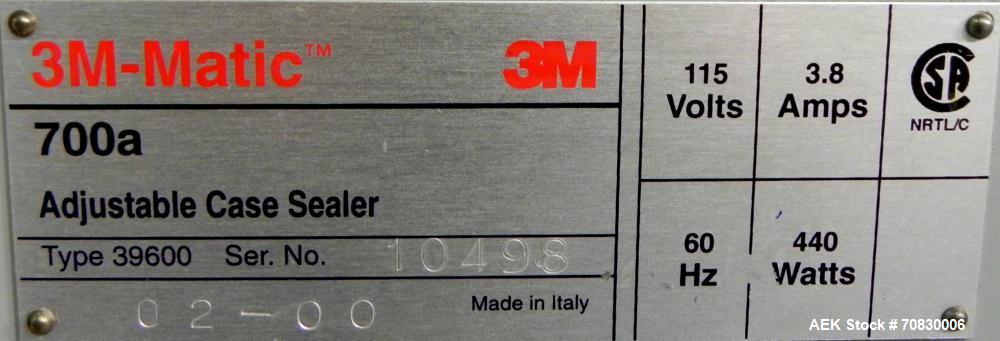 3M-Matic™ 3M
700a
Adjustable Case Sealer
Type 39600 Ser. No. 10498
02-00 Made in Italy
115 Volts
3.8 Amps
60 Hz
440 Watts
CSA
NRTL/C
AEK Stock # 70830006